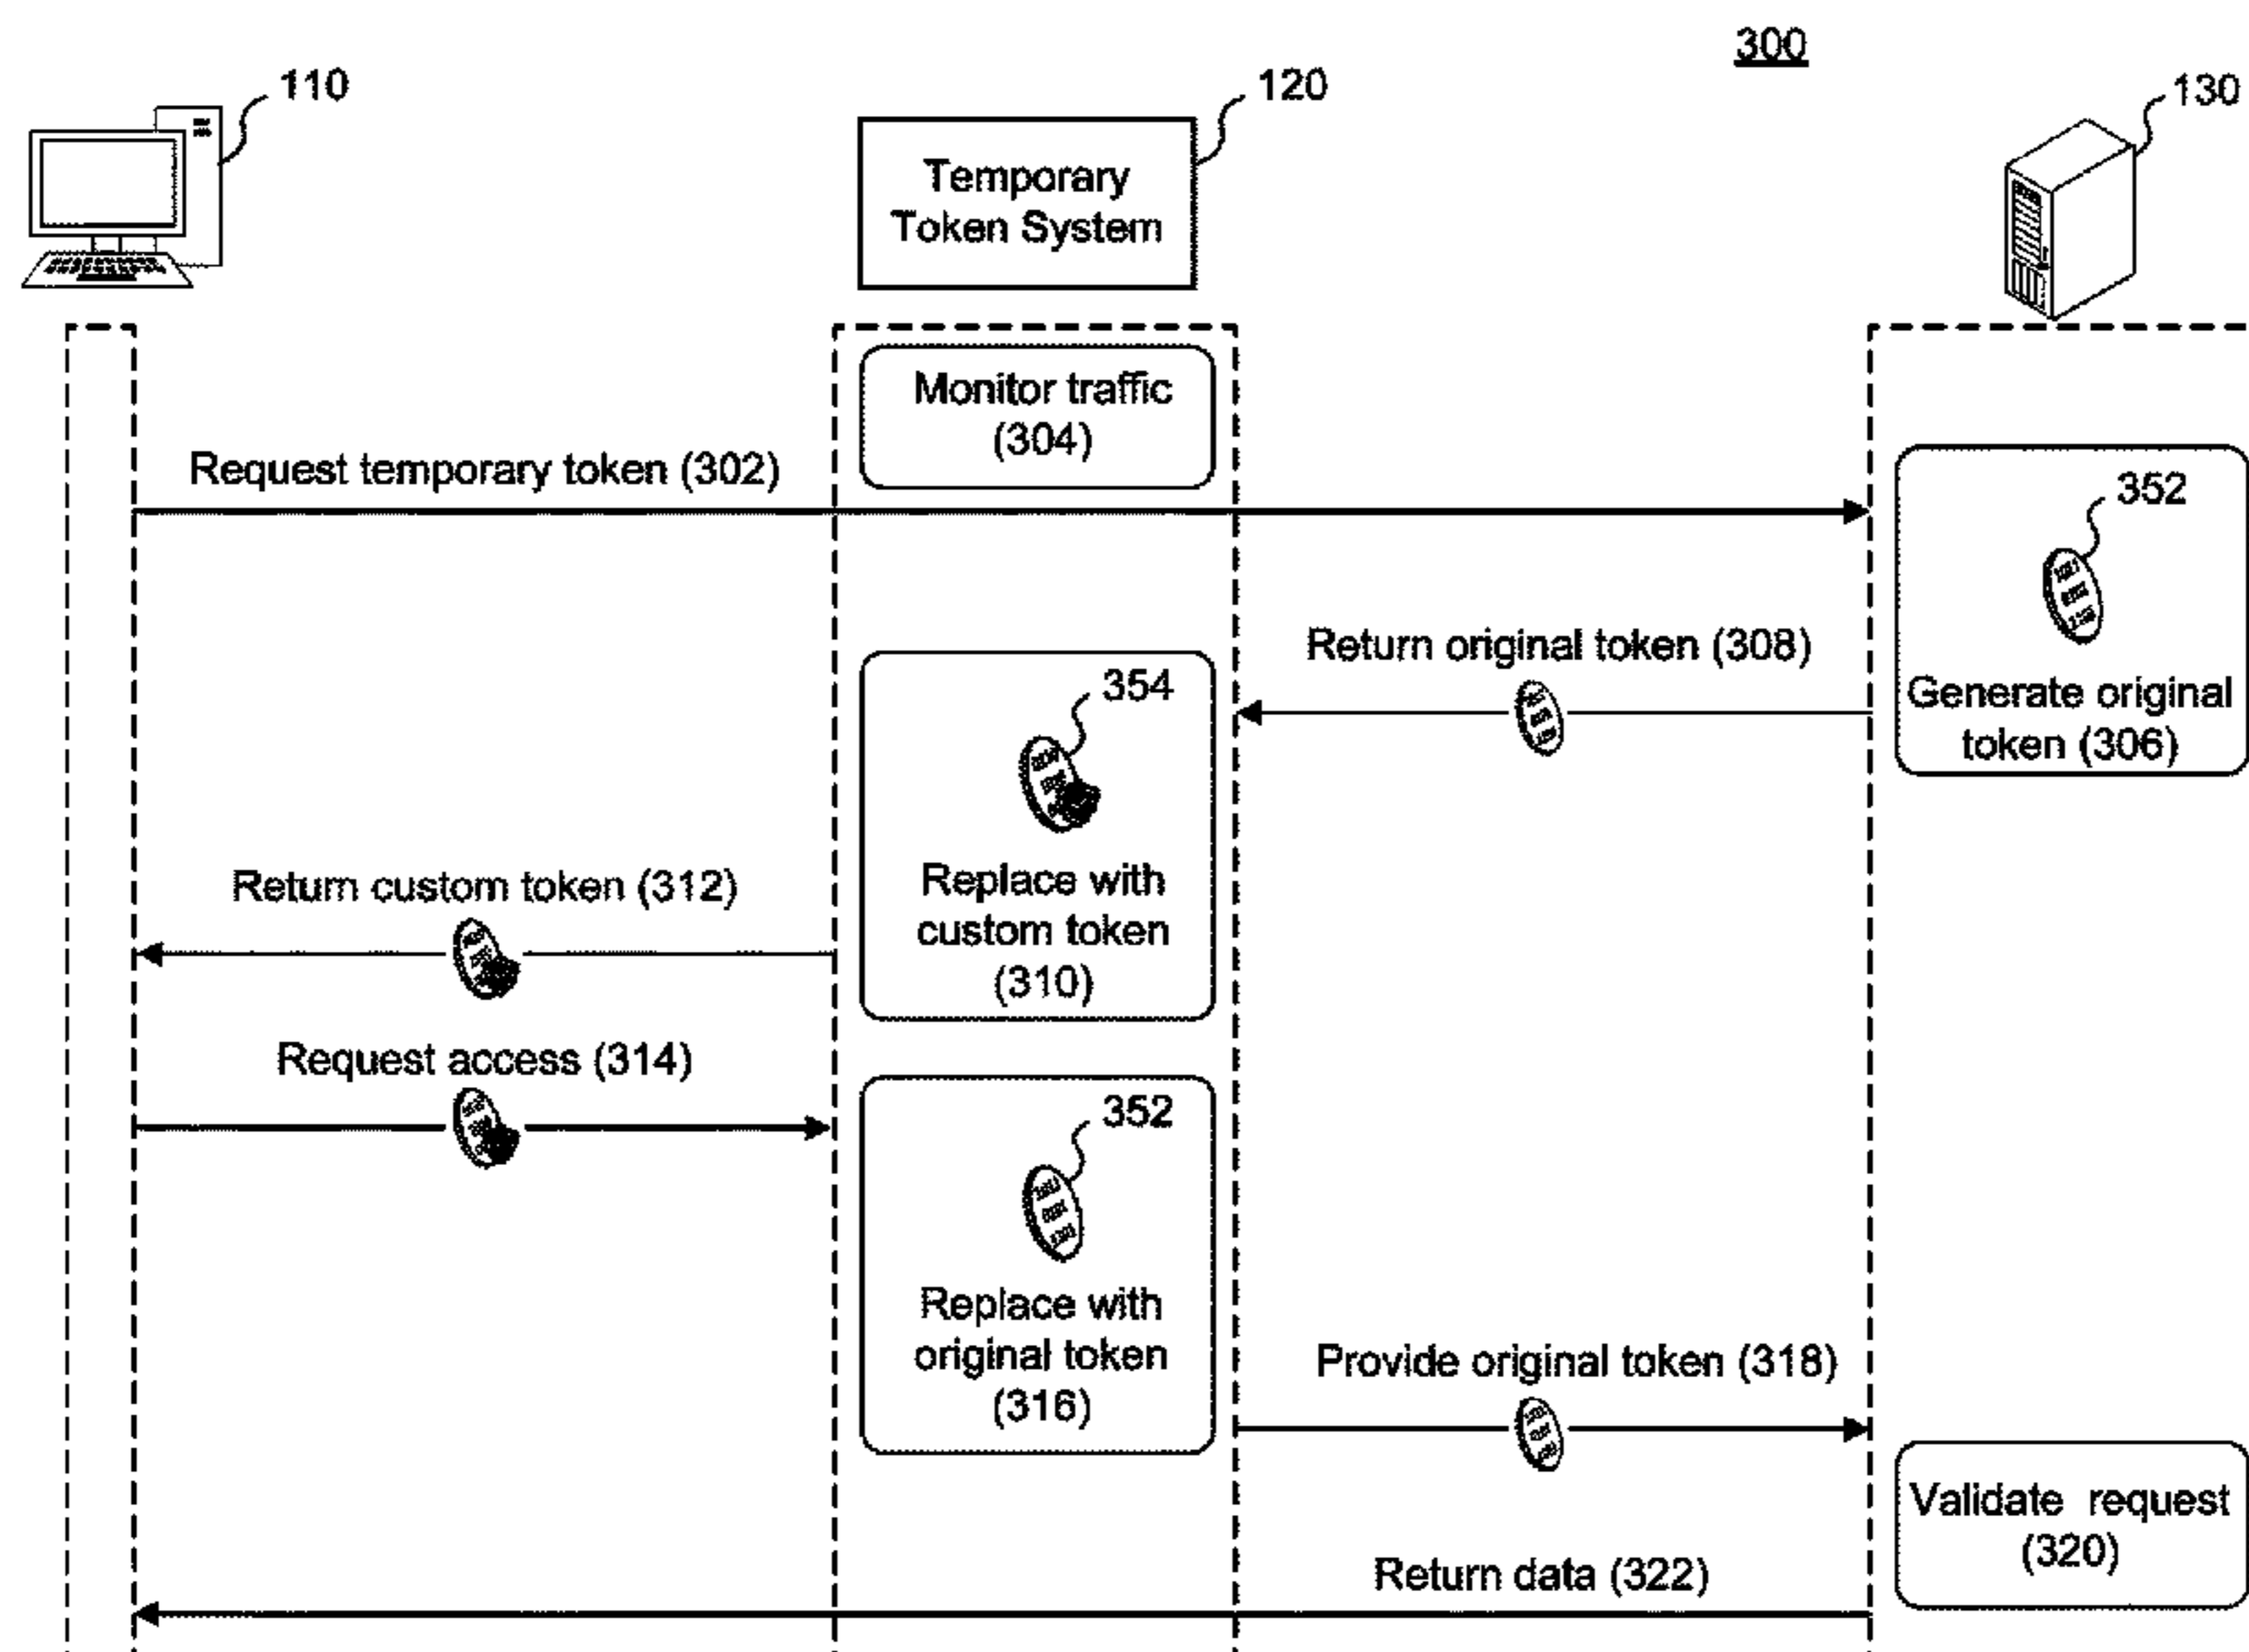 300
110
120
130
Temporary
Token System
Monitor traffic
(304)
Request temporary token (302)
352
Return original token (308)
354
Generate original
token (306)
Return custom token (312)
Replace with
custom token
(310)
Request access (314)
352
Replace with
original token
(316)
Provide original token (318)
Validate request
(320)
Return data (322)